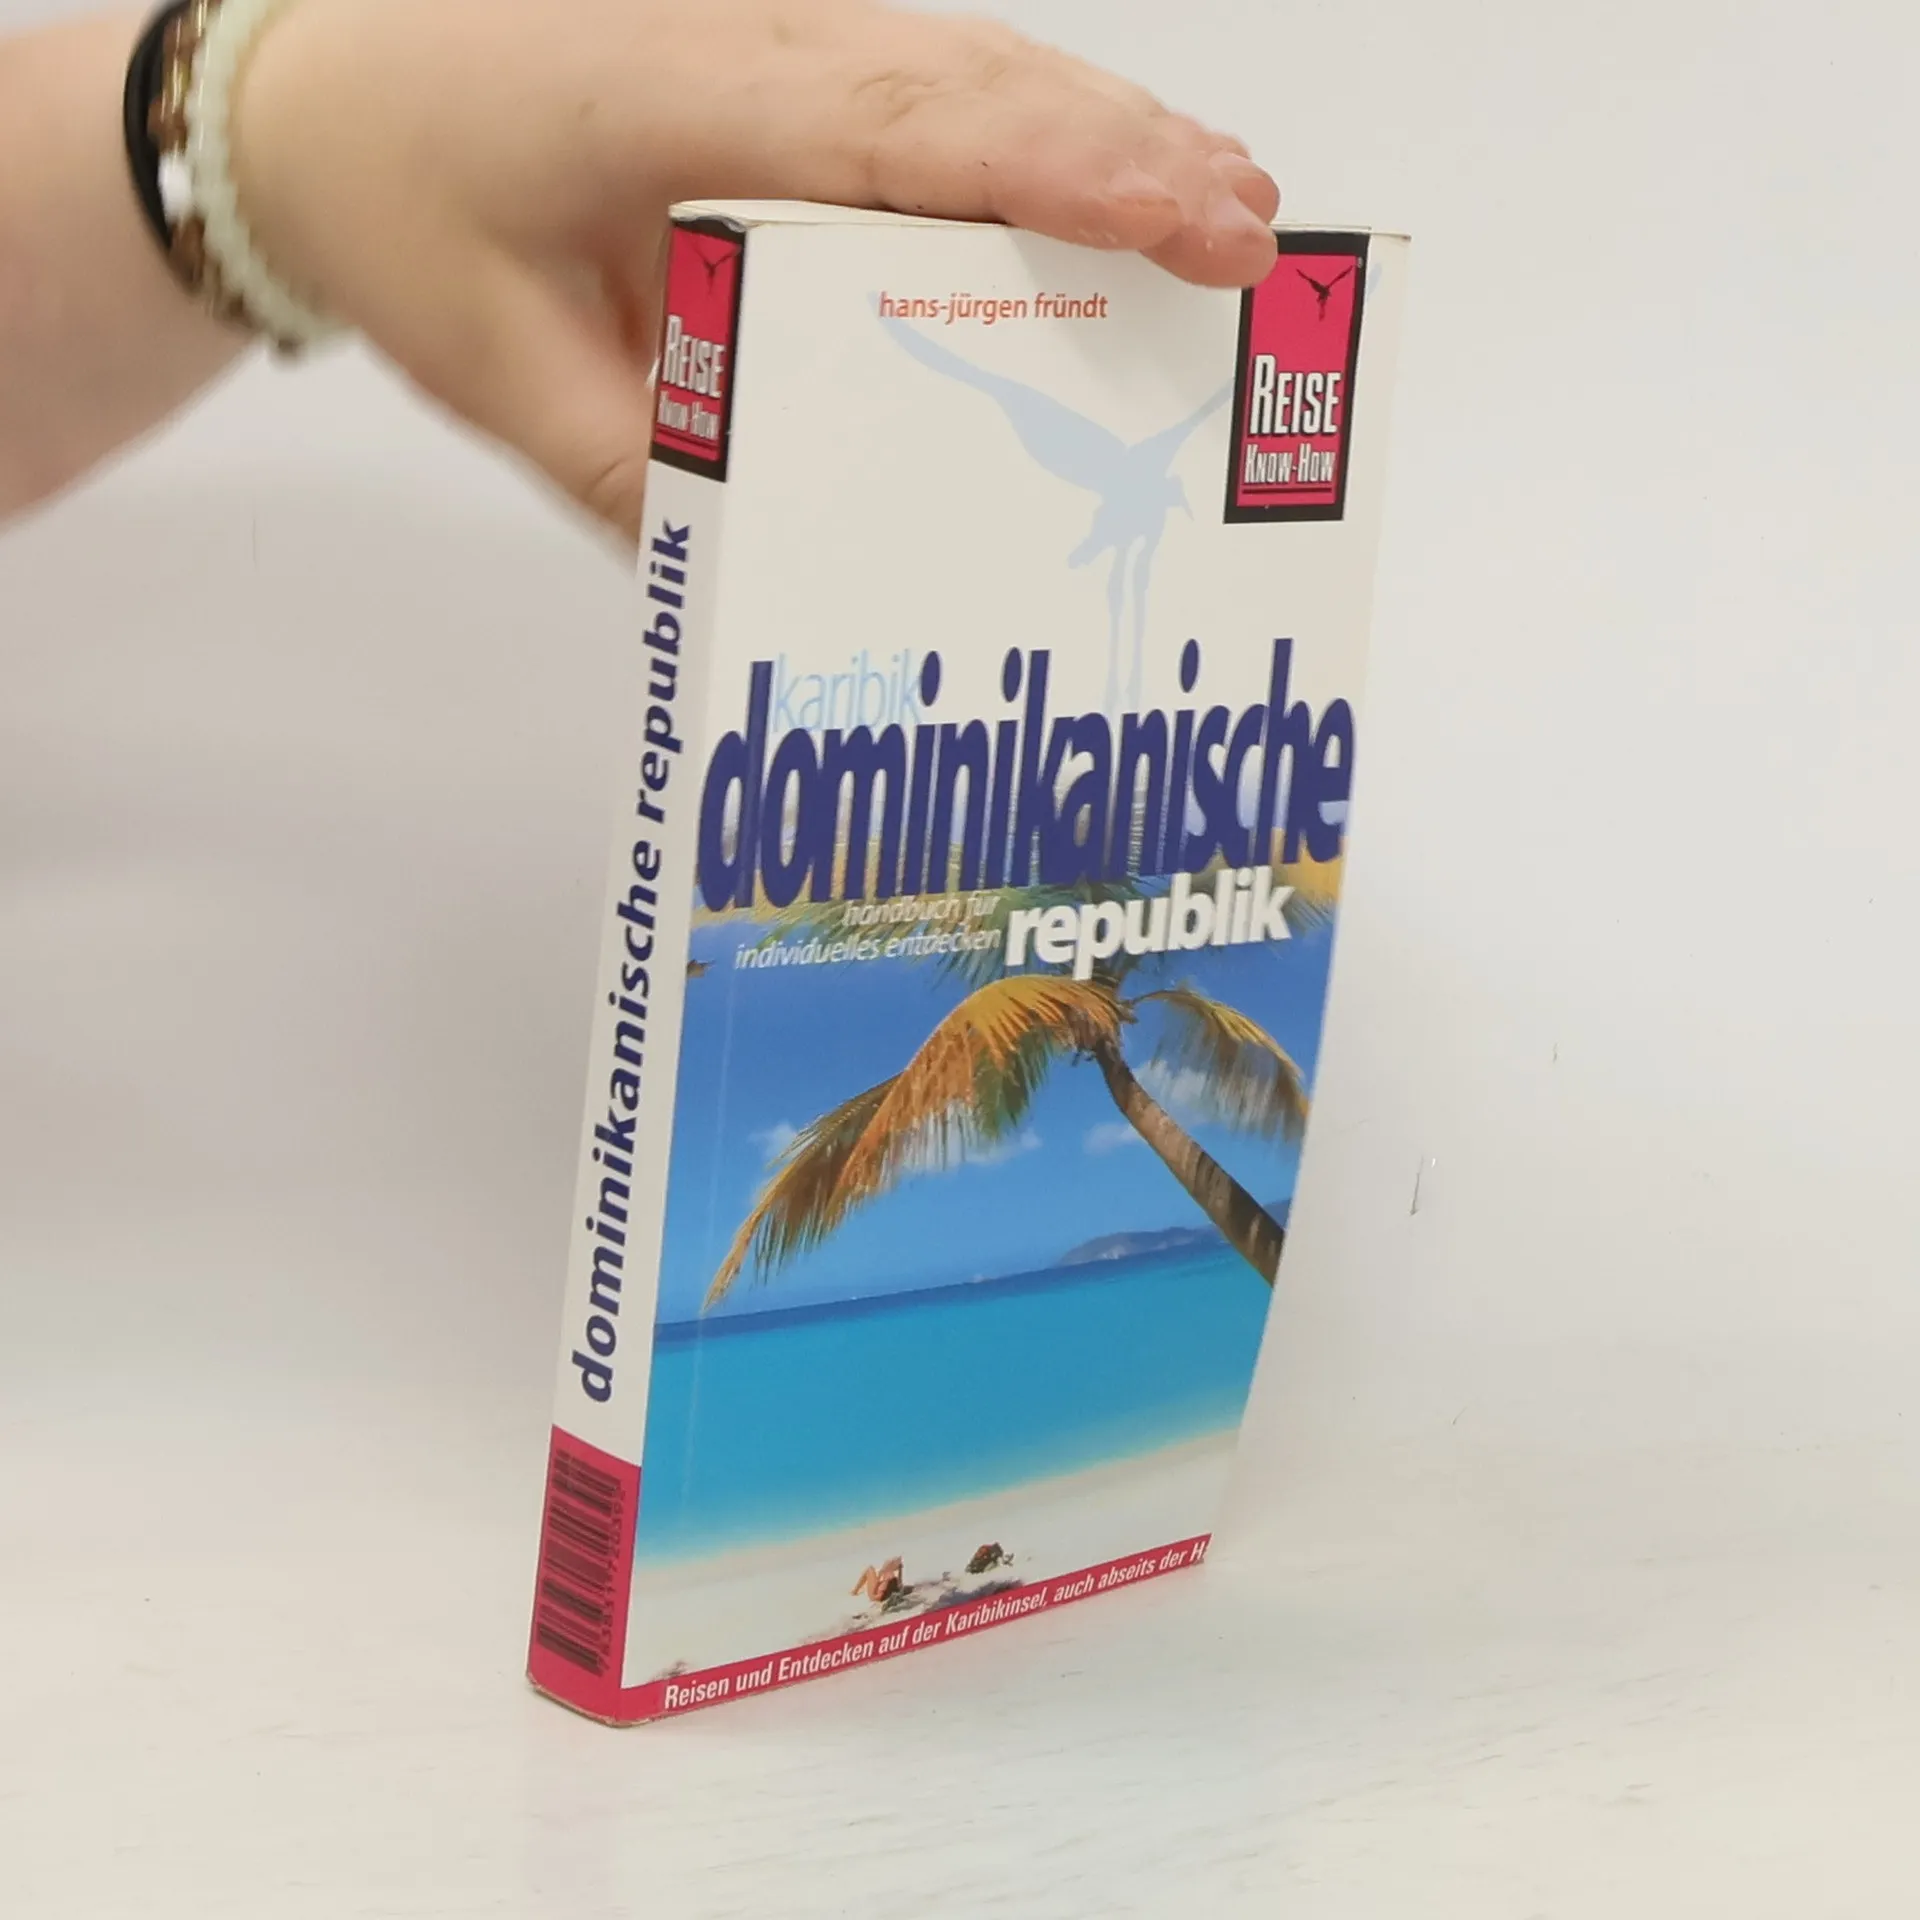 REISE
KNOW-HOW
dominikanische republik
hans-jürgen fründt
REISE
KNOW-HOW
karibik
dominikanische
handbuch für
individuelles entdecken
republik
Reisen und Entdecken auf der Karibikinsel, auch abseits der H